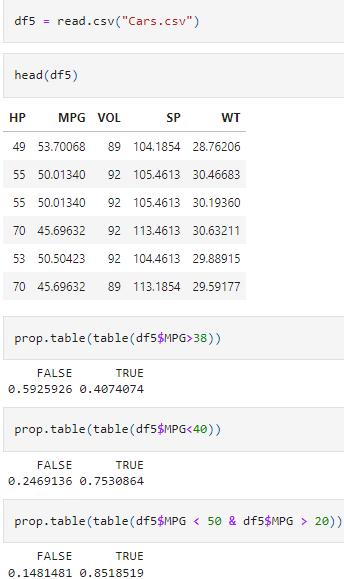 df5 = read.csv("Cars.csv")
head(df5)
HP MPG VOL SP WT
49 53.70068 89 104.1854 28.76206
55 50.01340 92 105.4613 30.46683
55 50.01340 92 105.4613 30.19360
70 45.69632 92 113.4613 30.63211
53 50.50423 92 104.4613 29.88915
70 45.69632 89 113.1854 29.59177
prop.table(table(df5$MPG>38))
FALSE TRUE
0.5925926 0.4074074
prop.table(table(df5$MPG<40))
FALSE TRUE
0.2469136 0.7530864
prop.table(table(df5$MPG < 50 & df5$MPG > 20))
FALSE TRUE
0.1481481 0.8518519